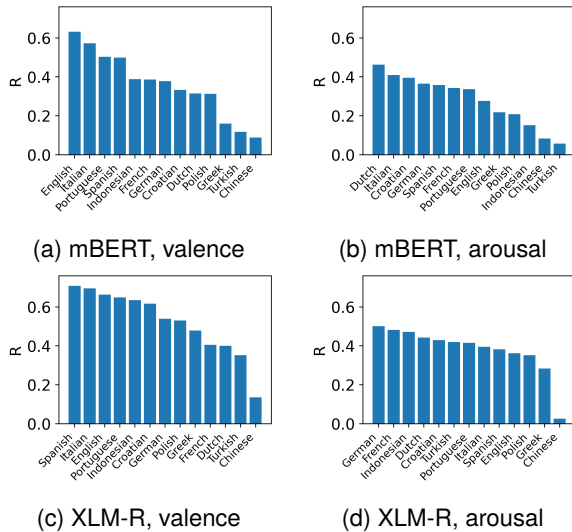 R
0.6
0.4
0.2
0.0
English
Italian
Portuguese
Spanish
Indonesian
French
German
Croatian
Dutch
Polish
Greek
Turkish
Chinese
(a) mBERT, valence
R
0.6
0.4
0.2
0.0
Dutch
Italian
Croatian
German
Spanish
French
Portuguese
English
Greek
Polish
Indonesian
Chinese
Turkish
(b) mBERT, arousal
R
0.6
0.4
0.2
0.0
Spanish
Italian
English
Portuguese
Indonesian
Croatian
German
Polish
Greek
French
Dutch
Turkish
Chinese
(c) XLM-R, valence
R
0.6
0.4
0.2
0.0
German
French
Indonesian
Dutch
Croatian
Turkish
Portuguese
Italian
Spanish
English
Polish
Greek
Chinese
(d) XLM-R, arousal